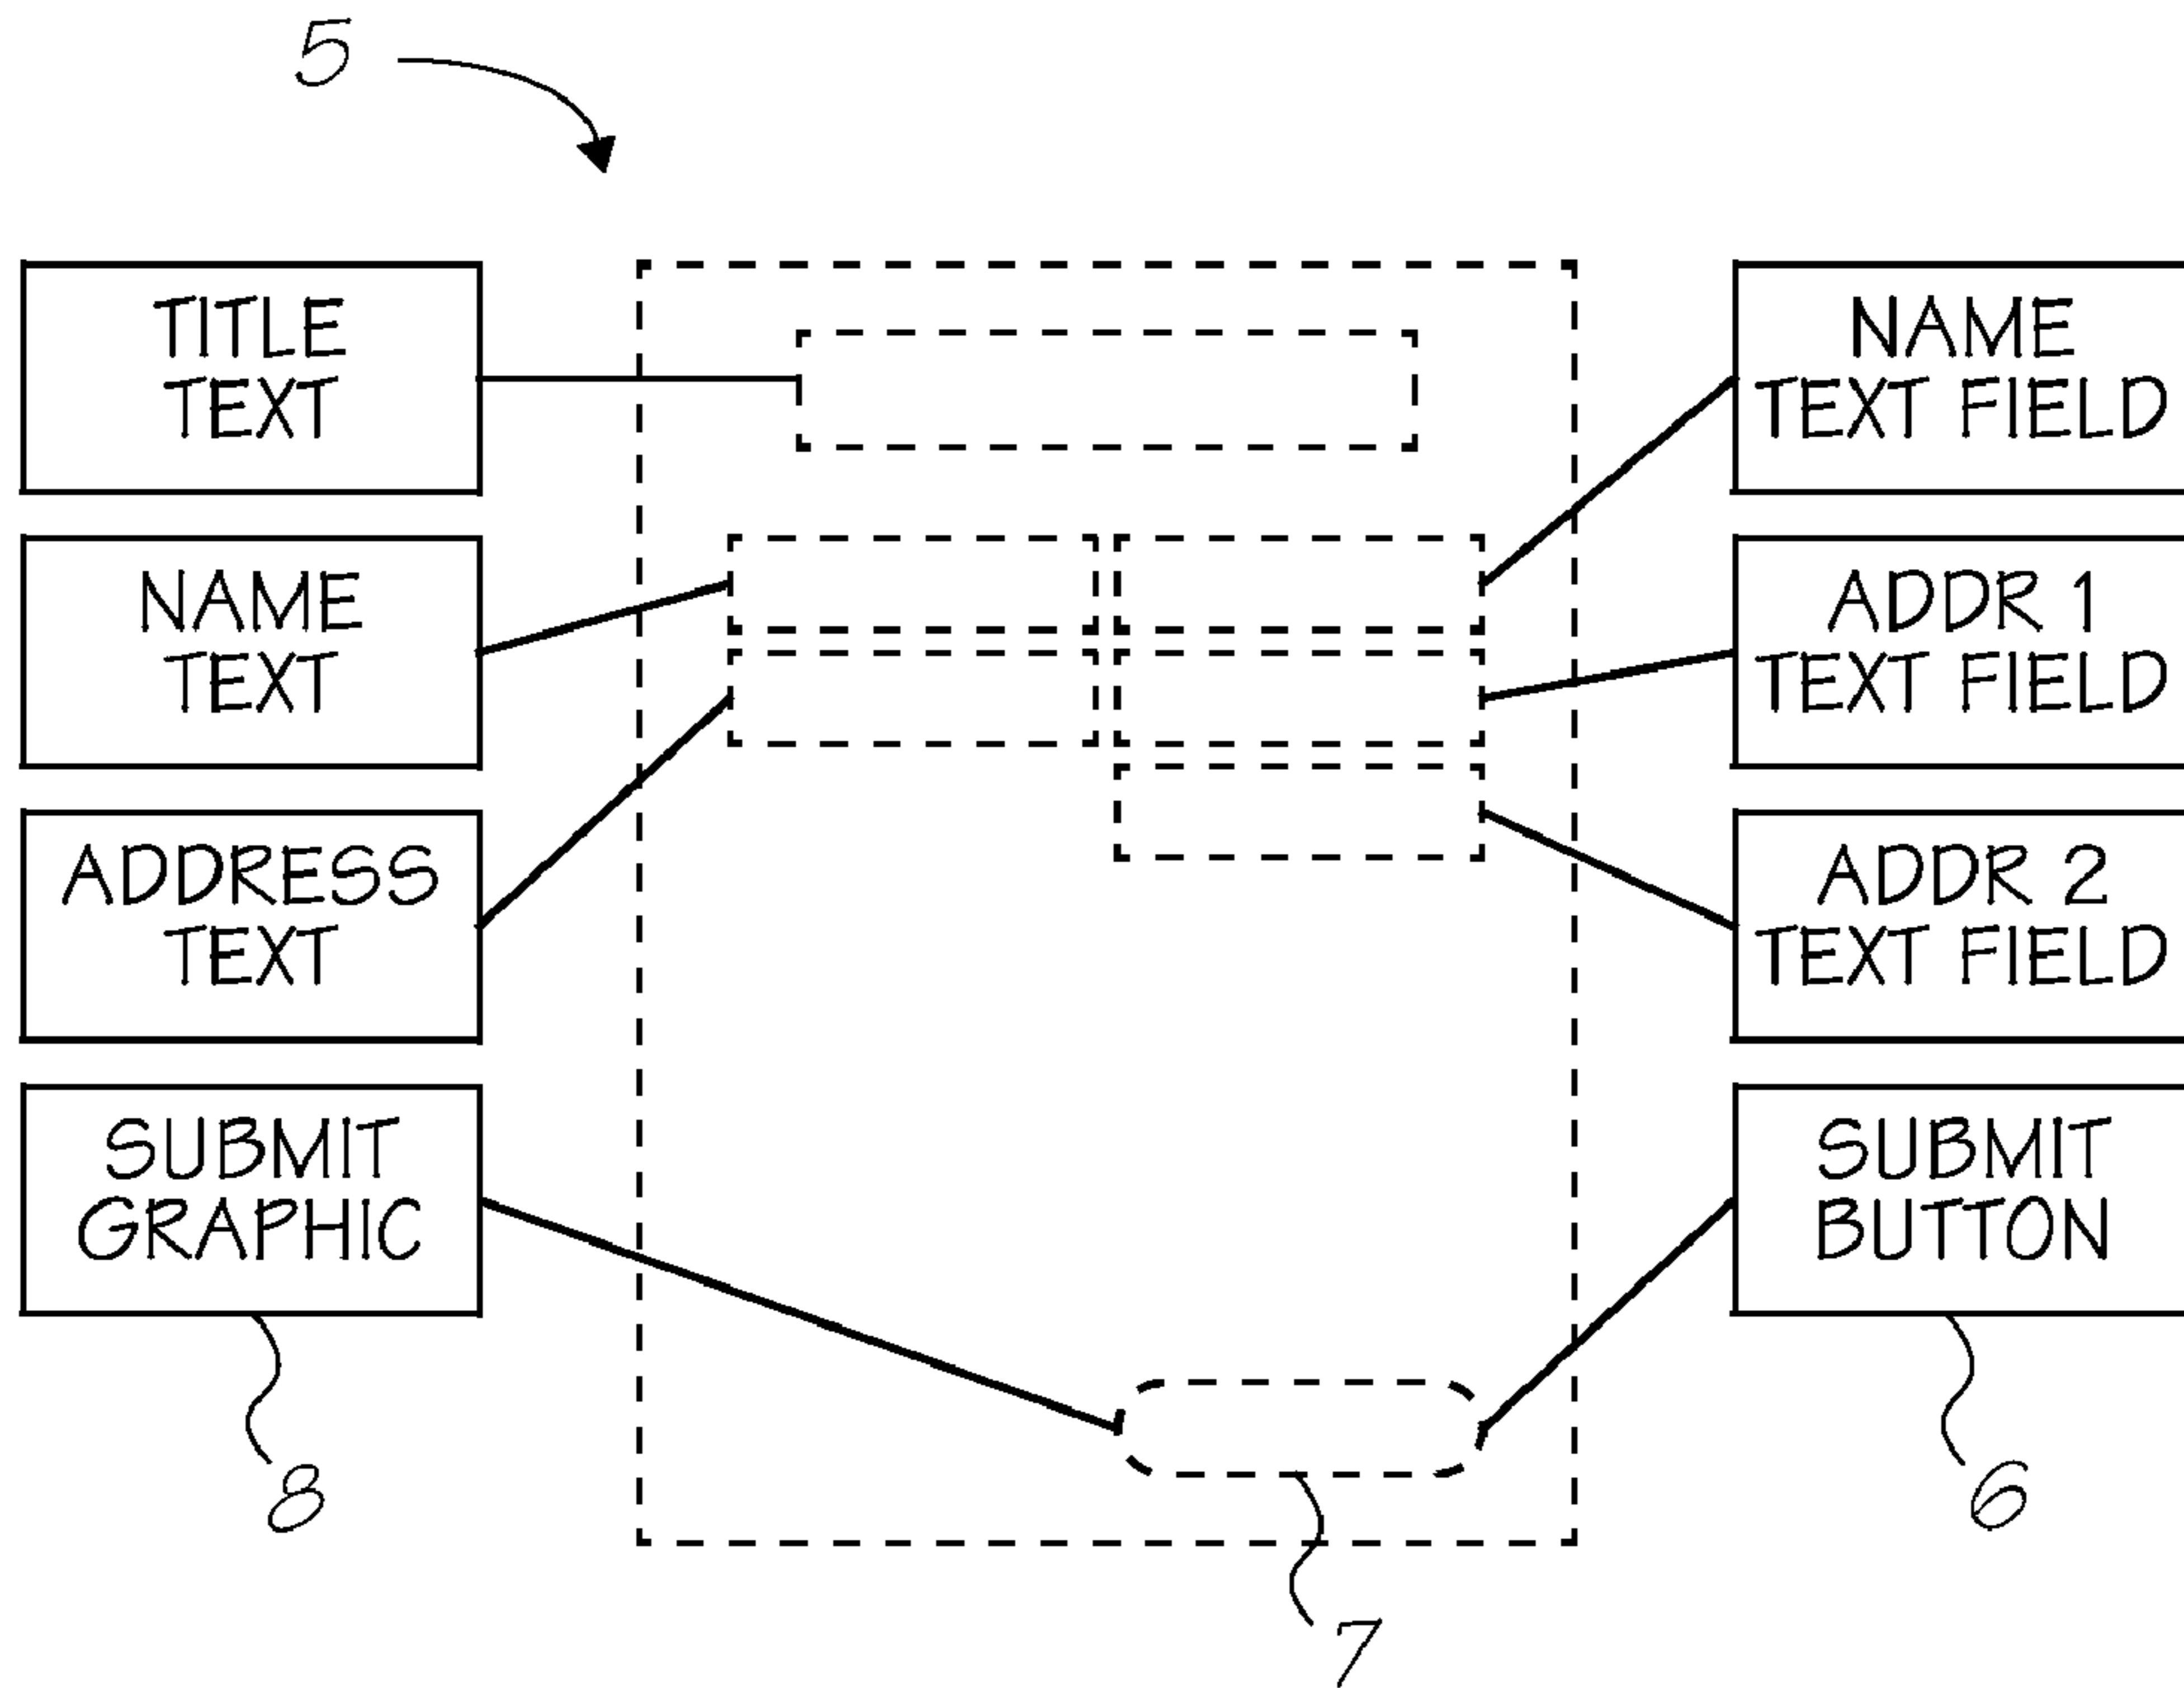 5
TITLE
TEXT
NAME
TEXT FIELD
NAME
TEXT
ADDR 1
TEXT FIELD
ADDRESS
TEXT
ADDR 2
TEXT FIELD
SUBMIT
GRAPHIC
SUBMIT
BUTTON
8
6
7